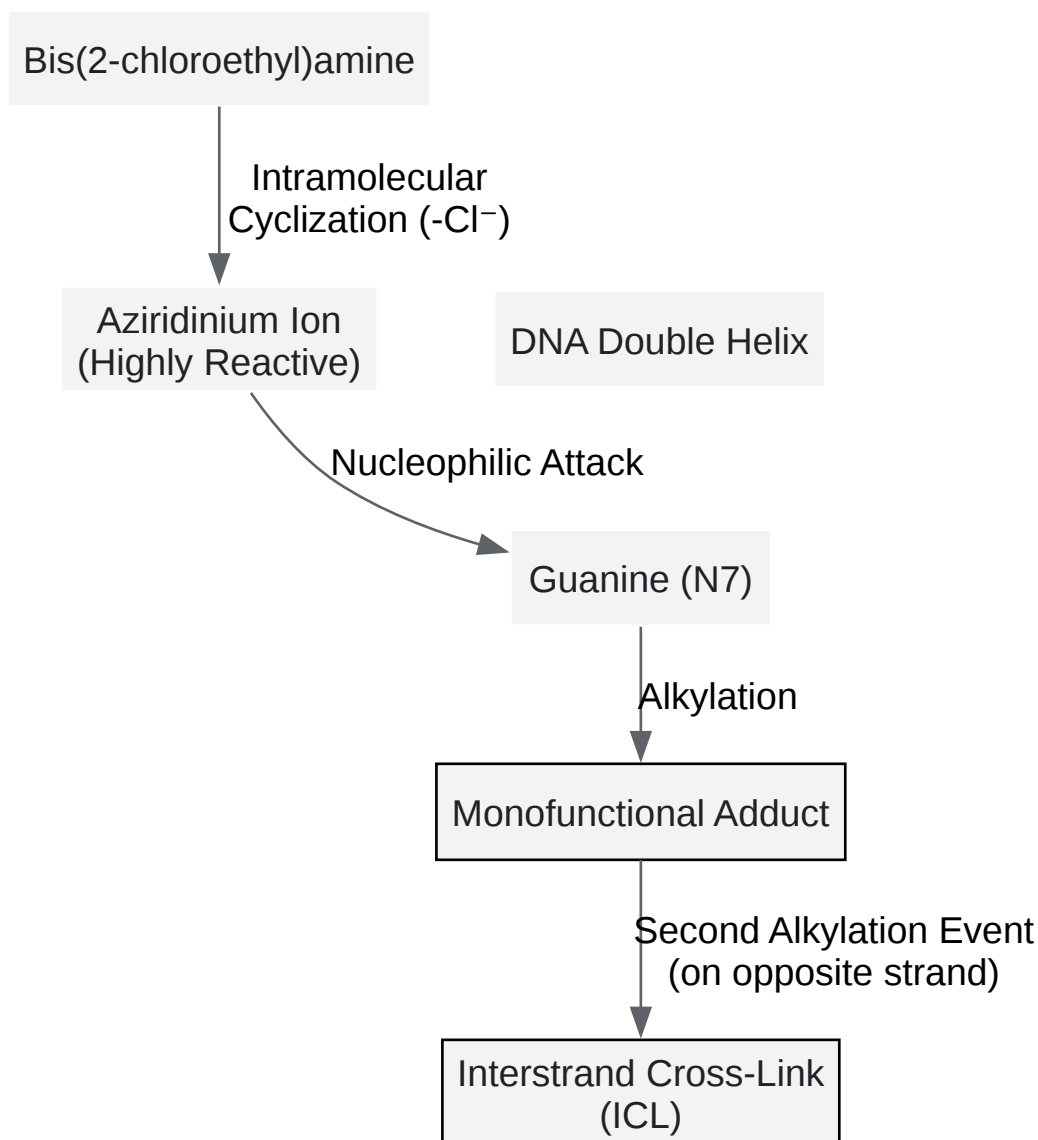 Bis(2-chloroethyl)amine
Intramolecular
Cyclization (-Cl⁻)
Aziridinium Ion
(Highly Reactive)
DNA Double Helix
Nucleophilic Attack
Guanine (N7)
Alkylation
Monofunctional Adduct
Second Alkylation Event
(on opposite strand)
Interstrand Cross-Link
(ICL)